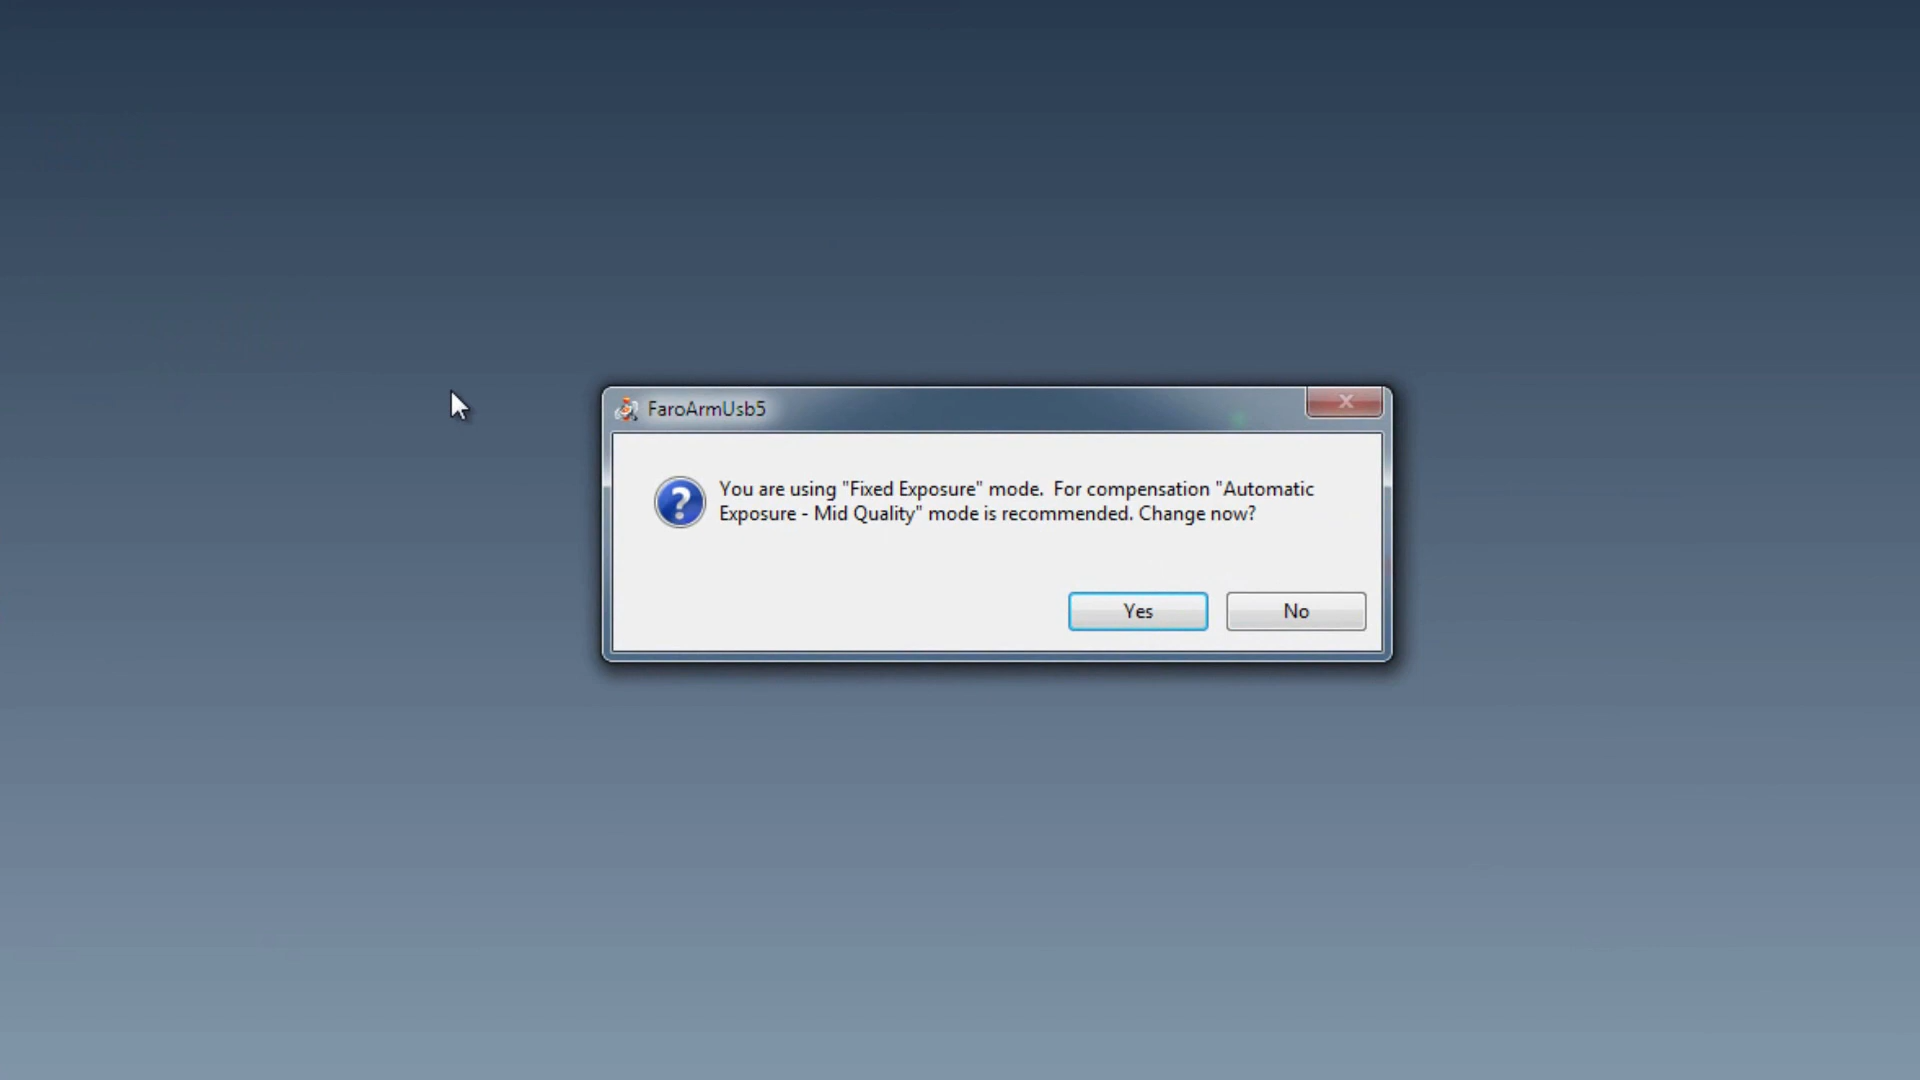 FaroArmUsb5
You are using "Fixed Exposure" mode.  For compensation "Automatic
Exposure - Mid Quality" mode is recommended. Change now?
Yes
No